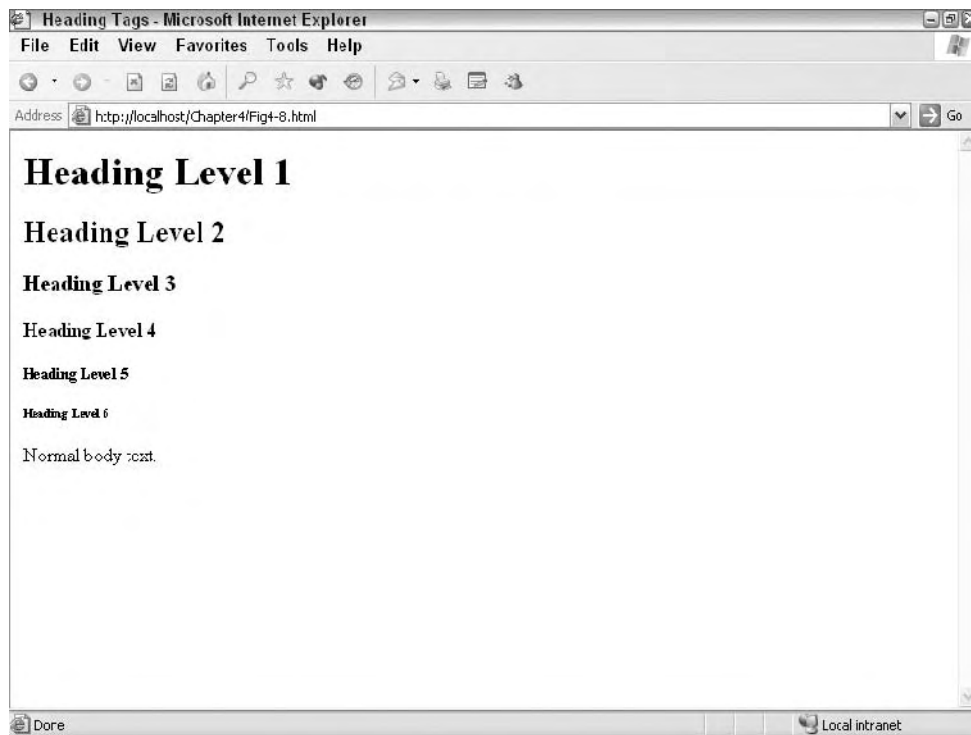 Heading Tags - Microsoft Internet Explorer
File Edit View Favorites Tools Help
Address http://localhost/Chapter4/Fig4-8.html Go
Heading Level 1
Heading Level 2
Heading Level 3
Heading Level 4
Heading Level 5
Heading Level 6
Normal body text.
Done Local intranet